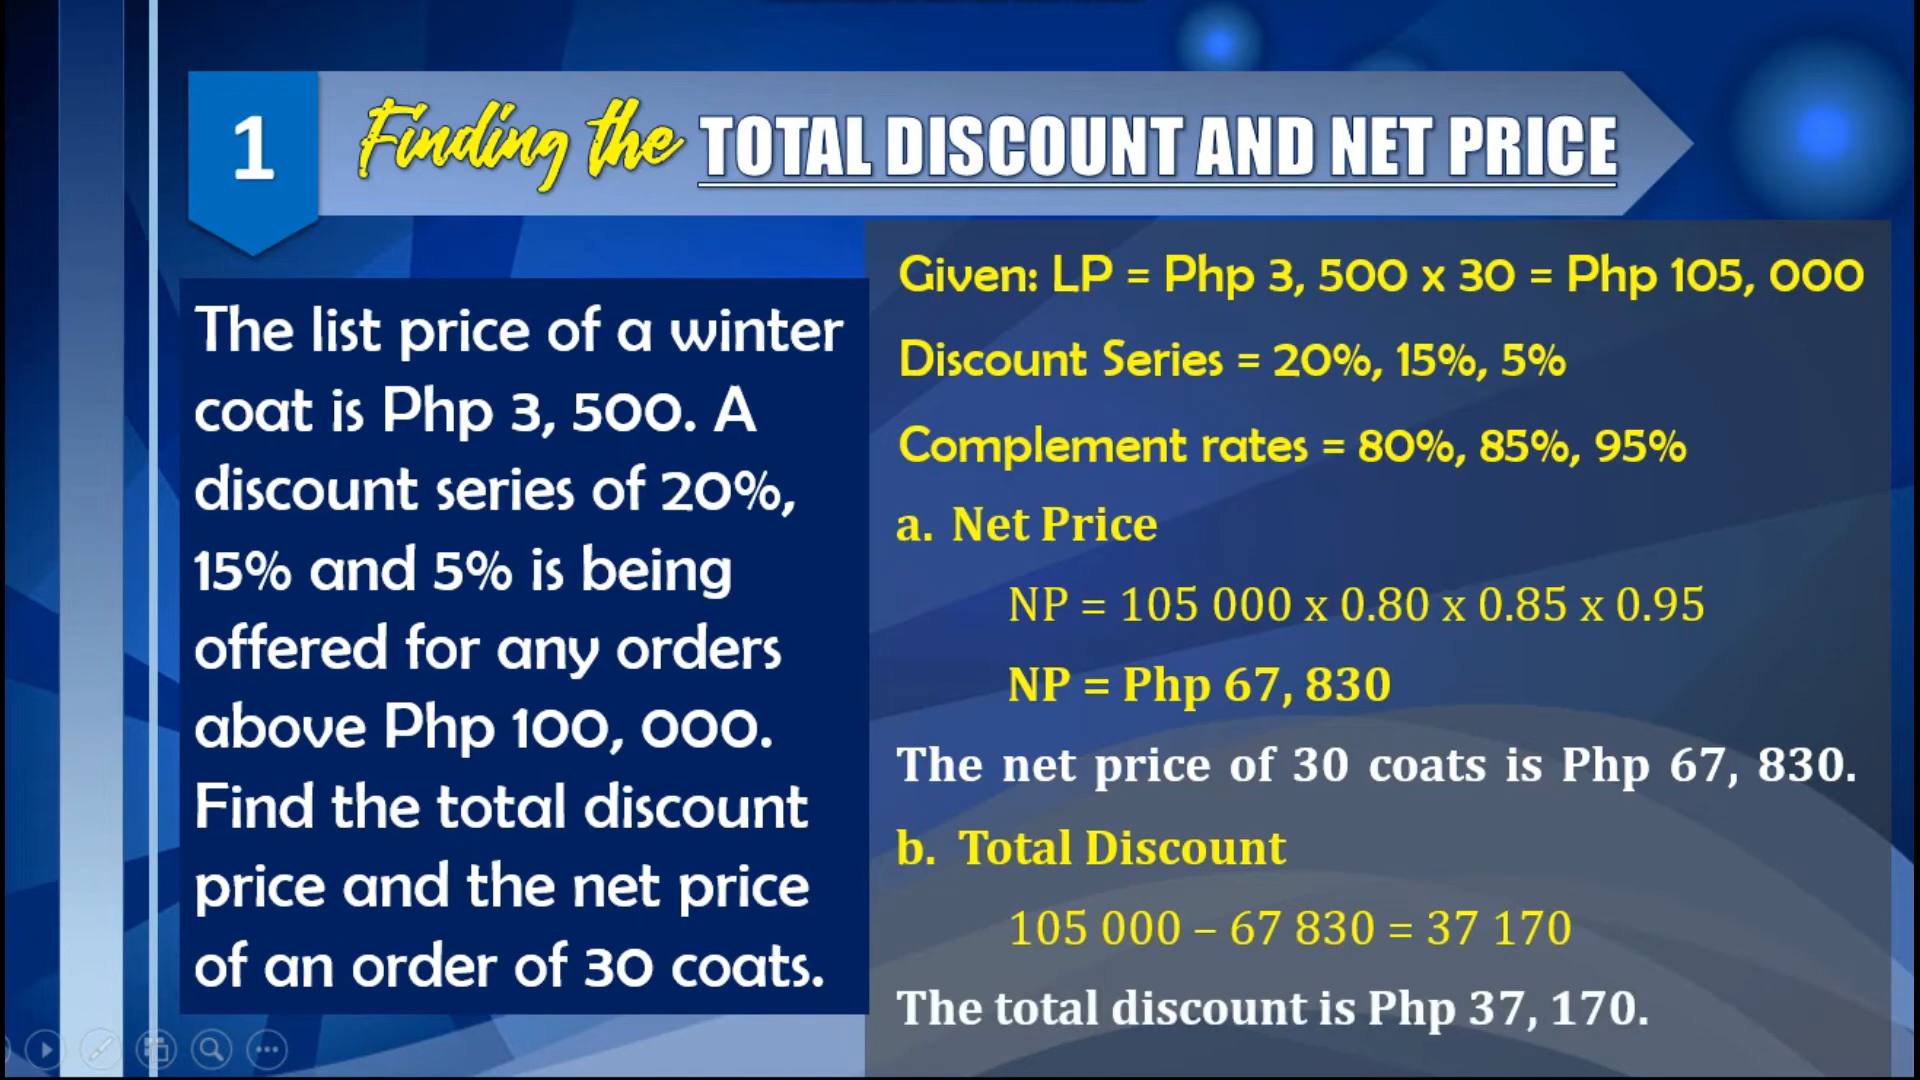 1
Finding the TOTAL DISCOUNT AND NET PRICE
The list price of a winter
coat is Php 3, 500. A
discount series of 20%,
15% and 5% is being
offered for any orders
above Php 100, 000.
Find the total discount
price and the net price
of an order of 30 coats.
Given: LP = Php 3, 500 x 30 = Php 105, 000
Discount Series = 20%, 15%, 5%
Complement rates = 80%, 85%, 95%
a. Net Price
NP = 105 000 x 0.80 x 0.85 x 0.95
NP = Php 67, 830
The net price of 30 coats is Php 67, 830.
b. Total Discount
105 000 – 67 830 = 37 170
The total discount is Php 37, 170.